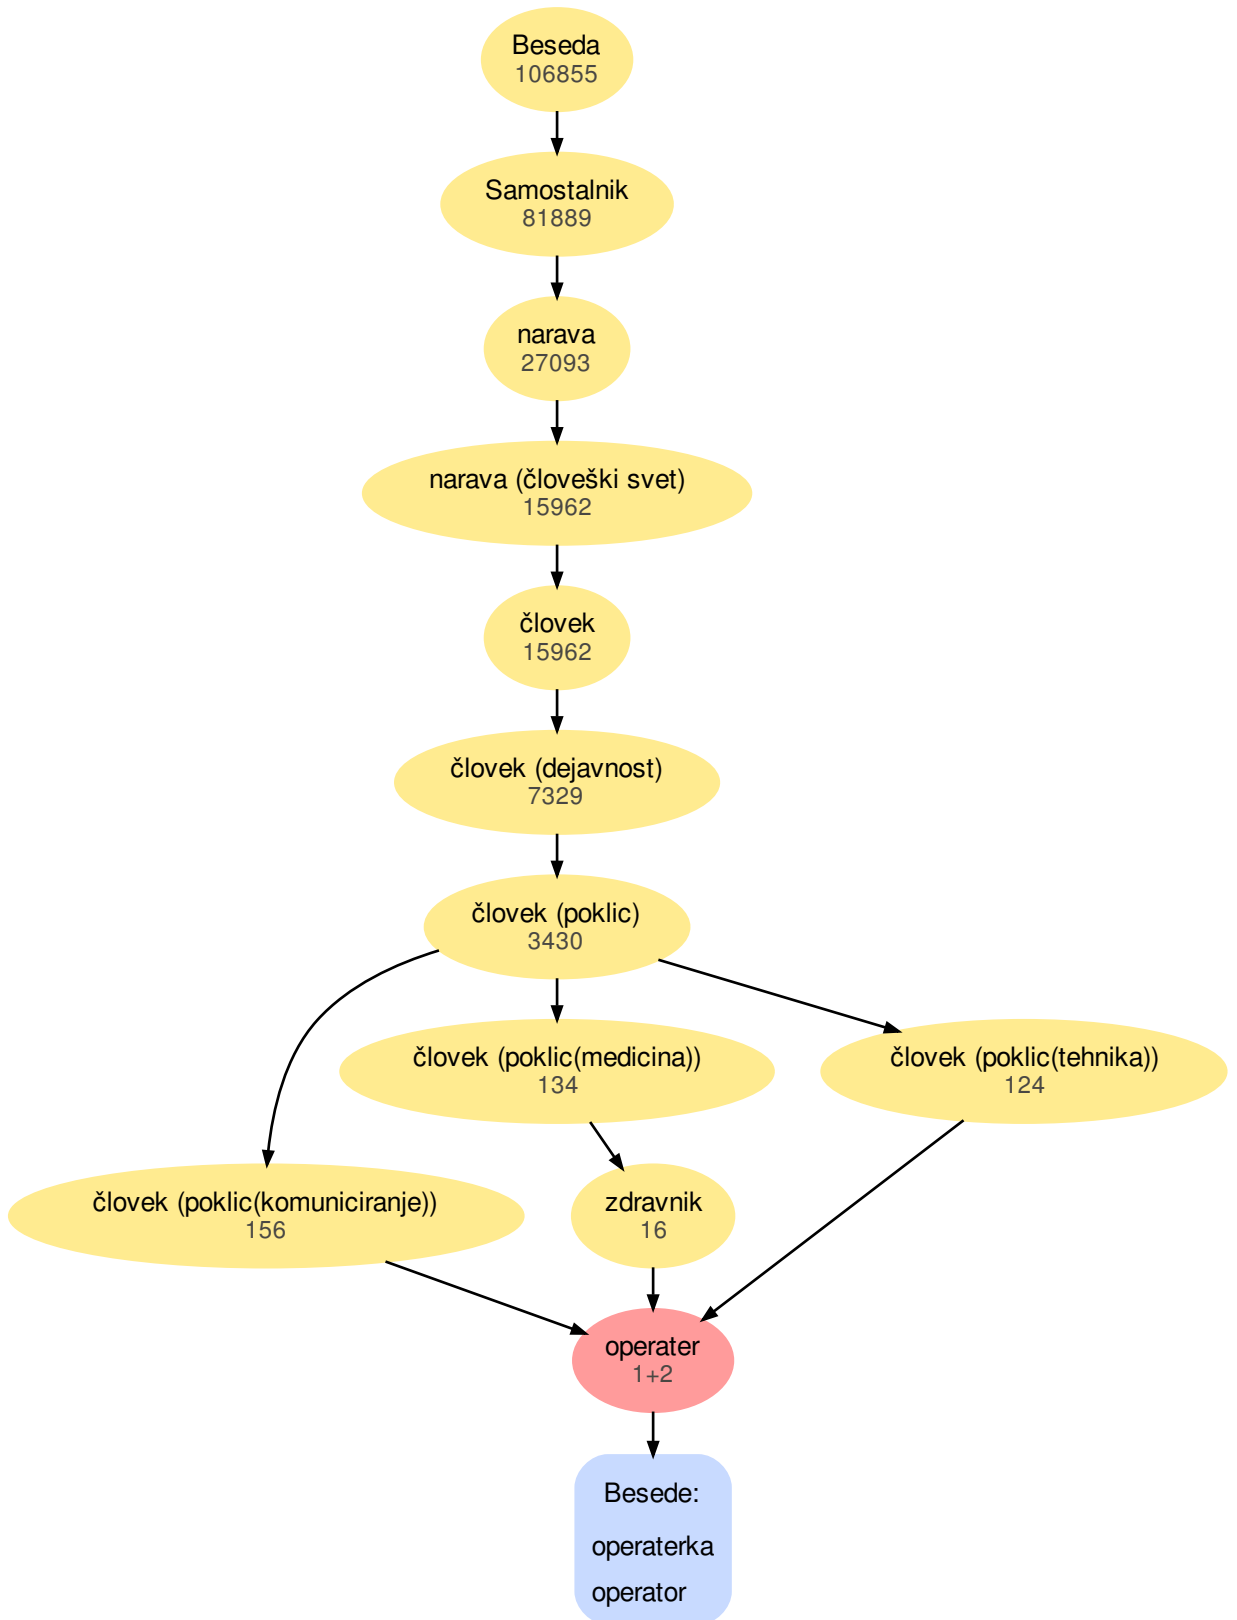 Beseda
106855
Samostalnik
81889
narava
27093
narava (človeški svet)
15962
človek
15962
človek (dejavnost)
7329
človek (poklic)
3430
človek (poklic(medicina))
134
človek (poklic(tehnika))
124
človek (poklic(komuniciranje))
156
zdravnik
16
operater
1+2
Besede:
operaterka
operator